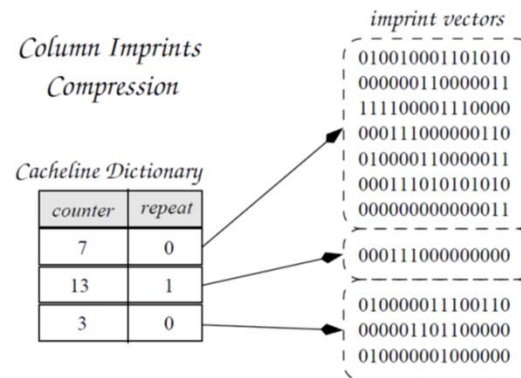 Column Imprints
Compression
Cacheline Dictionary
counter repeat
7 0
13 1
3 0
imprint vectors
010010001101010
000000110000011
111100001110000
000111000000110
010000110000011
000111010101010
000000000000011
000111000000000
010000011100110
000001101100000
010000001000000